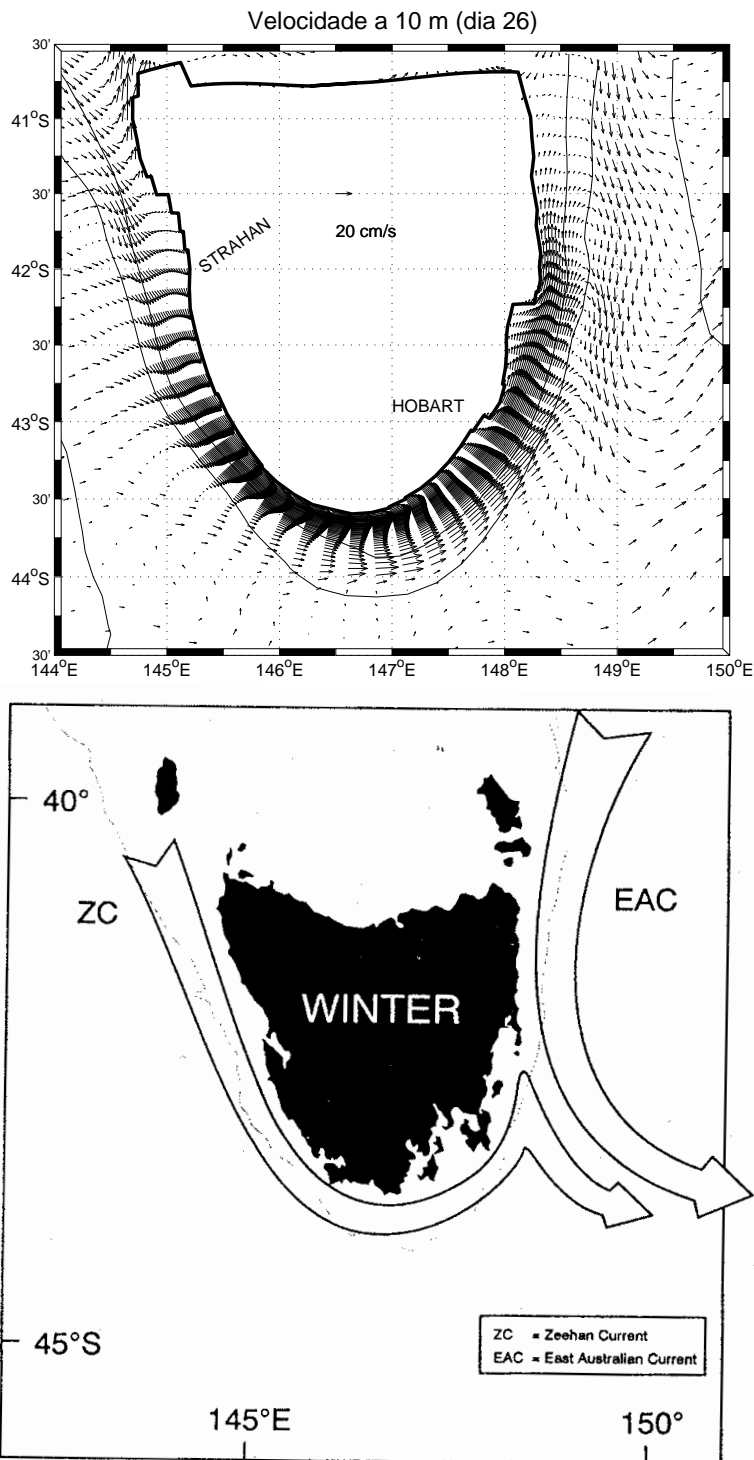 Velocidade a 10 m (dia 26)
30'
41°S
30'
20 cm/s
STRAHAN
42°S
30'
HOBART
43°S
30'
44°S
30'
144°E 145°E 146°E 147°E 148°E 149°E 150°E
40°
ZC
EAC
WINTER
ZC = Zeehan Current
EAC = East Australian Current
45°S
145°E
150°